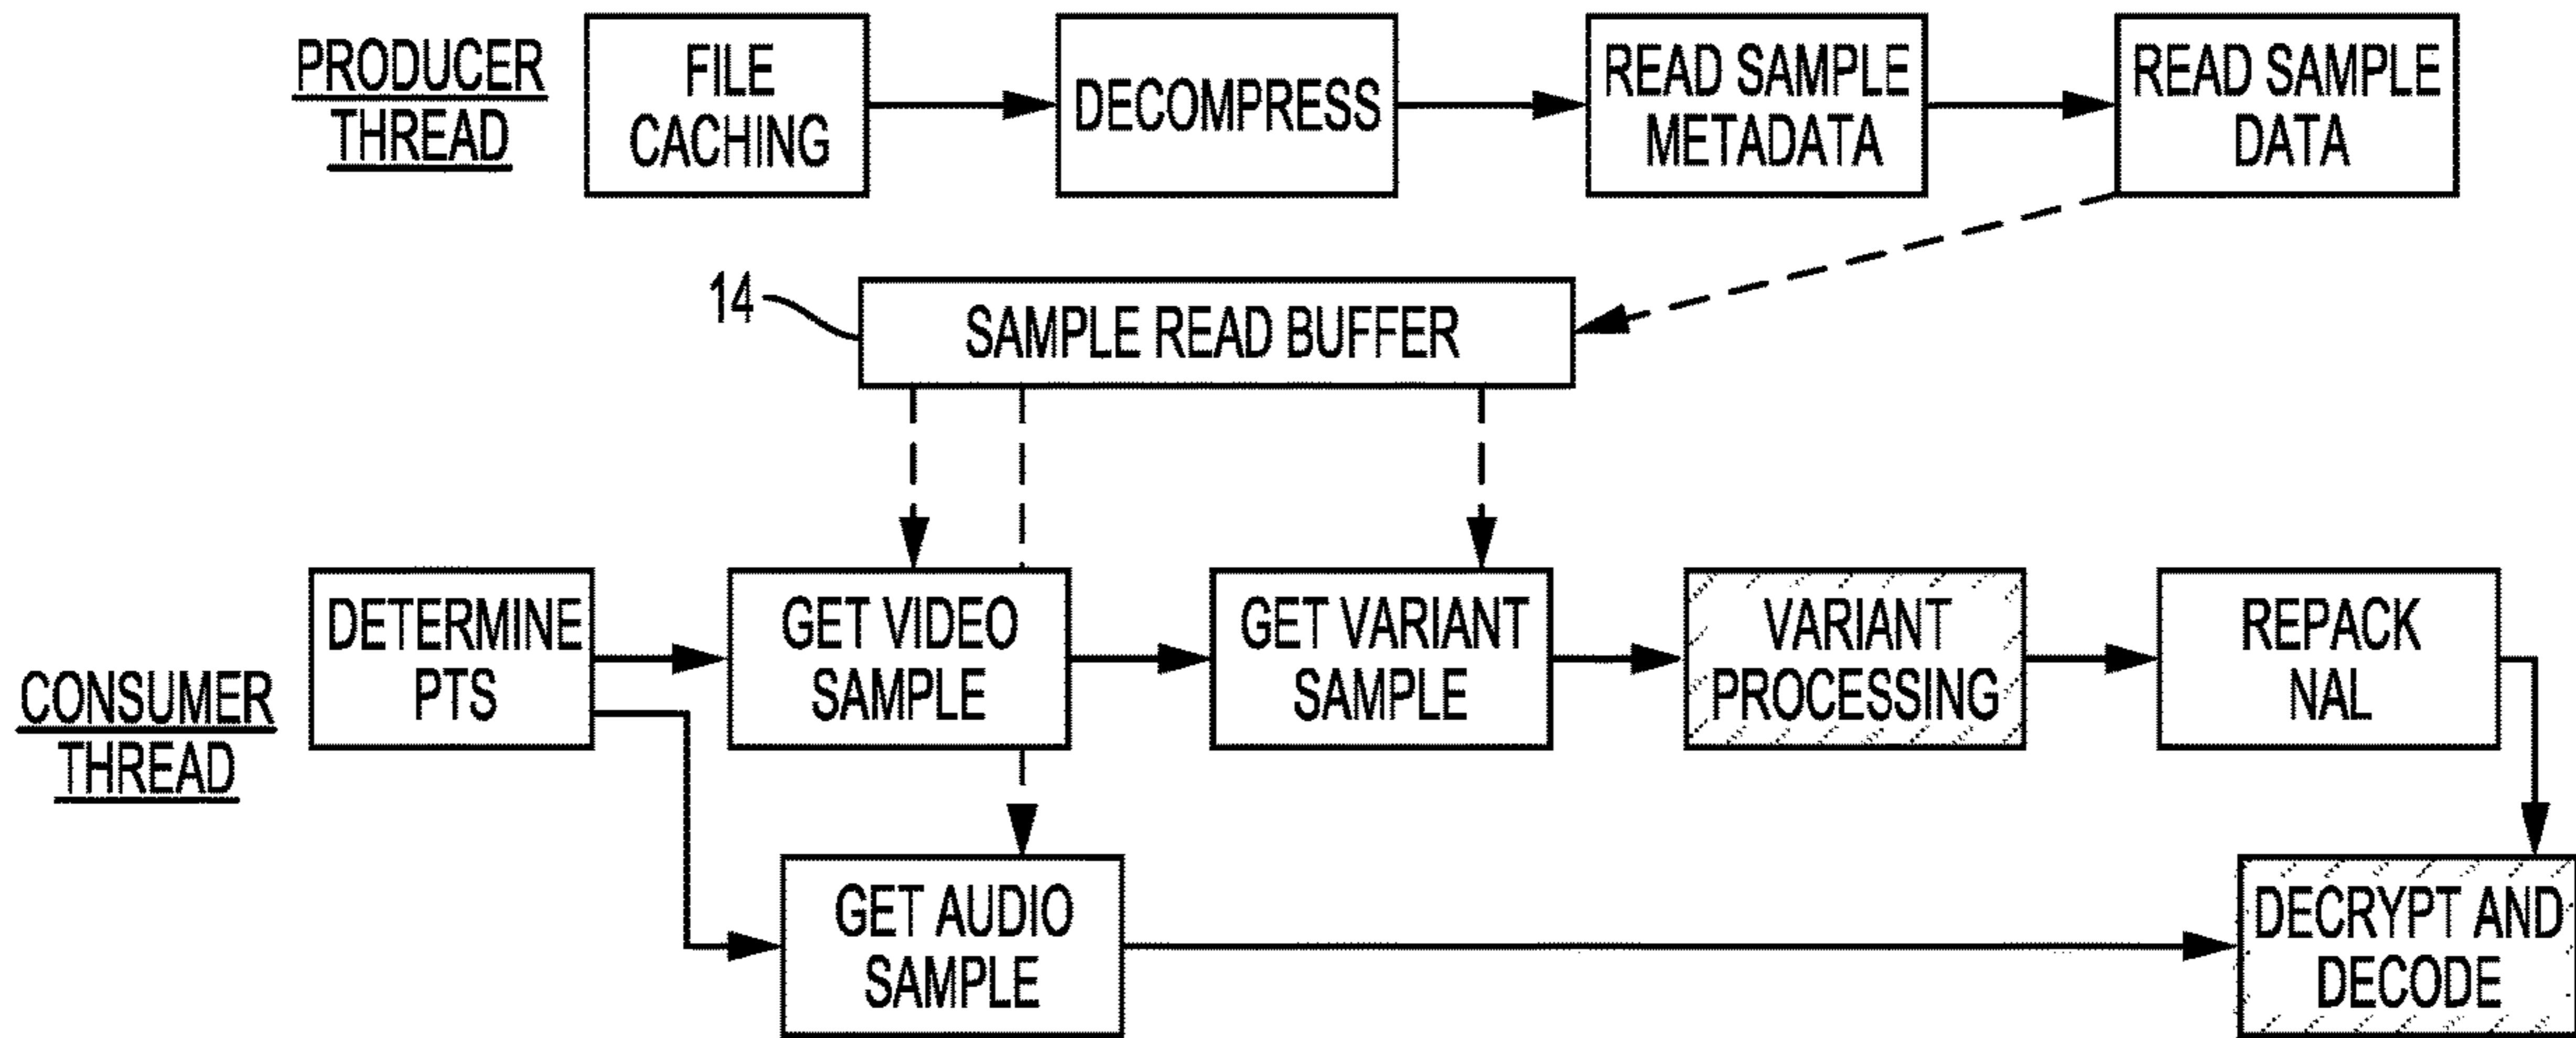 PRODUCER
THREAD
FILE
CACHING
DECOMPRESS
READ SAMPLE
METADATA
READ SAMPLE
DATA
14
SAMPLE READ BUFFER
CONSUMER
THREAD
DETERMINE
PTS
GET VIDEO
SAMPLE
GET VARIANT
SAMPLE
VARIANT
PROCESSING
REPACK
NAL
GET AUDIO
SAMPLE
DECRYPT AND
DECODE